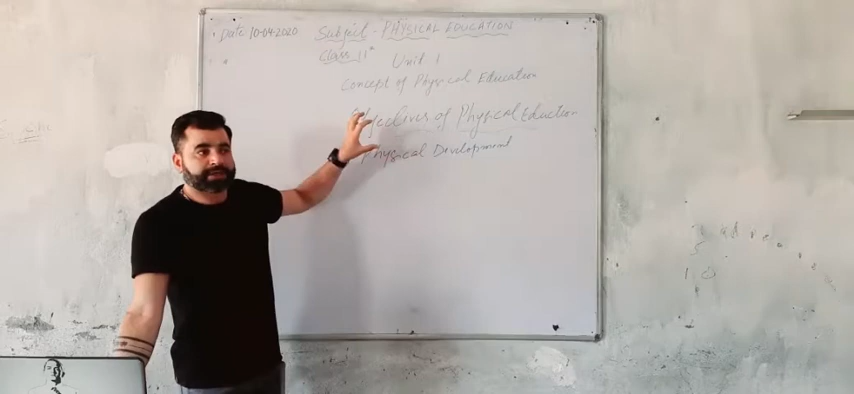 Date 10-04-2020 Subject - PHYSICAL EDUCATION
Class 11th
Unit 1
Concept of Physical Education
Objectives of Physical Eduction
Physical Development